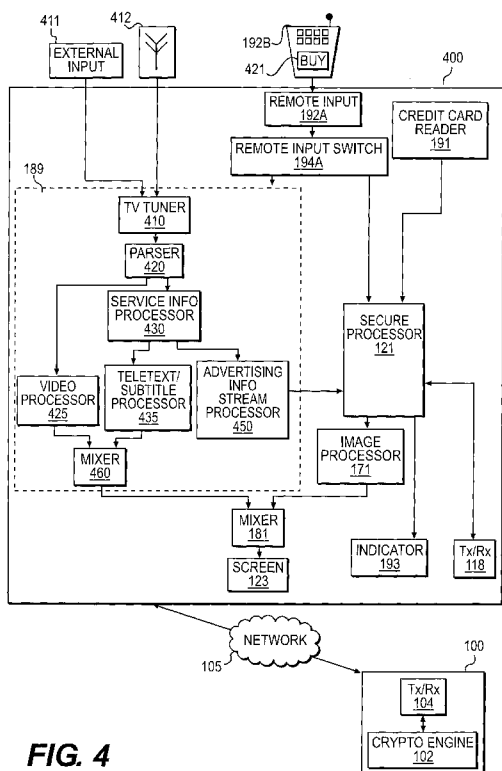 411
EXTERNAL
INPUT
412
192B
421
BUY
400
REMOTE INPUT
192A
REMOTE INPUT SWITCH
194A
CREDIT CARD
READER
191
189
TV TUNER
410
PARSER
420
SERVICE INFO
PROCESSOR
430
SECURE
PROCESSOR
121
VIDEO
PROCESSOR
425
TELETEXT/
SUBTITLE
PROCESSOR
435
ADVERTISING
INFO
STREAM
PROCESSOR
450
IMAGE
PROCESSOR
171
MIXER
460
MIXER
181
SCREEN
123
INDICATOR
193
Tx/Rx
118
NETWORK
105
100
Tx/Rx
104
CRYPTO ENGINE
102
FIG. 4